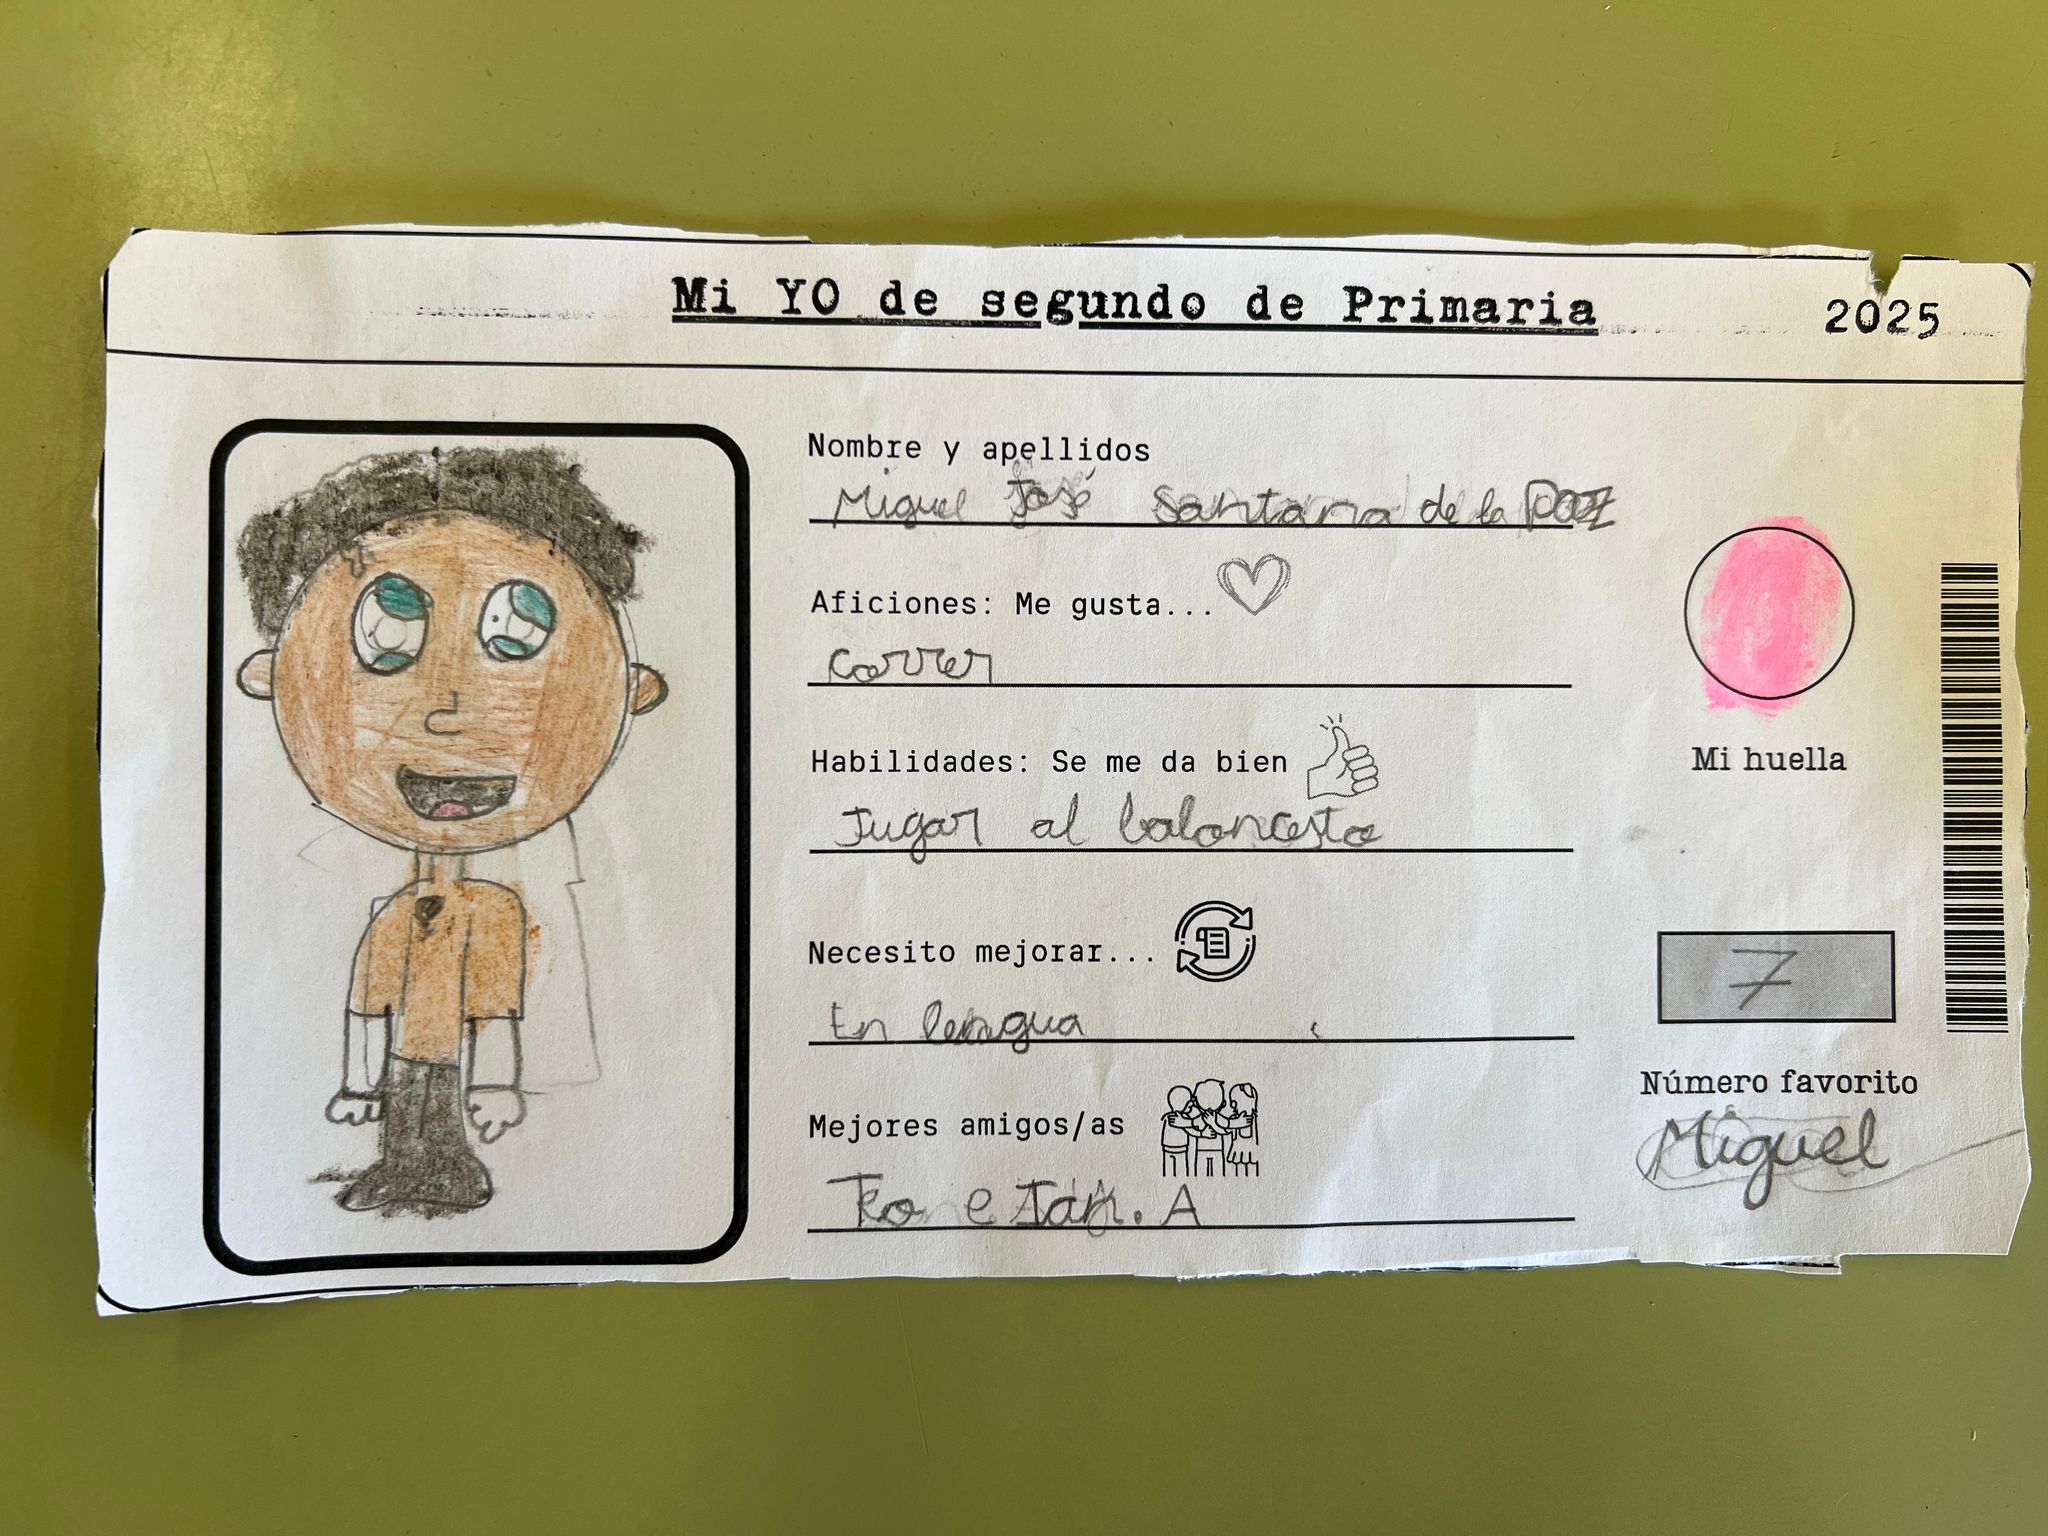 Mi YO de segundo de Primaria
2025
Nombre y apellidos
Miguel José Santana de la Paz
Aficiones: Me gusta...
correr
Habilidades: Se me da bien
Jugar al baloncesto
Necesito mejorar...
En lengua
Mejores amigos/as
Teo e Ian. A
Mi huella
7
Número favorito
Miguel